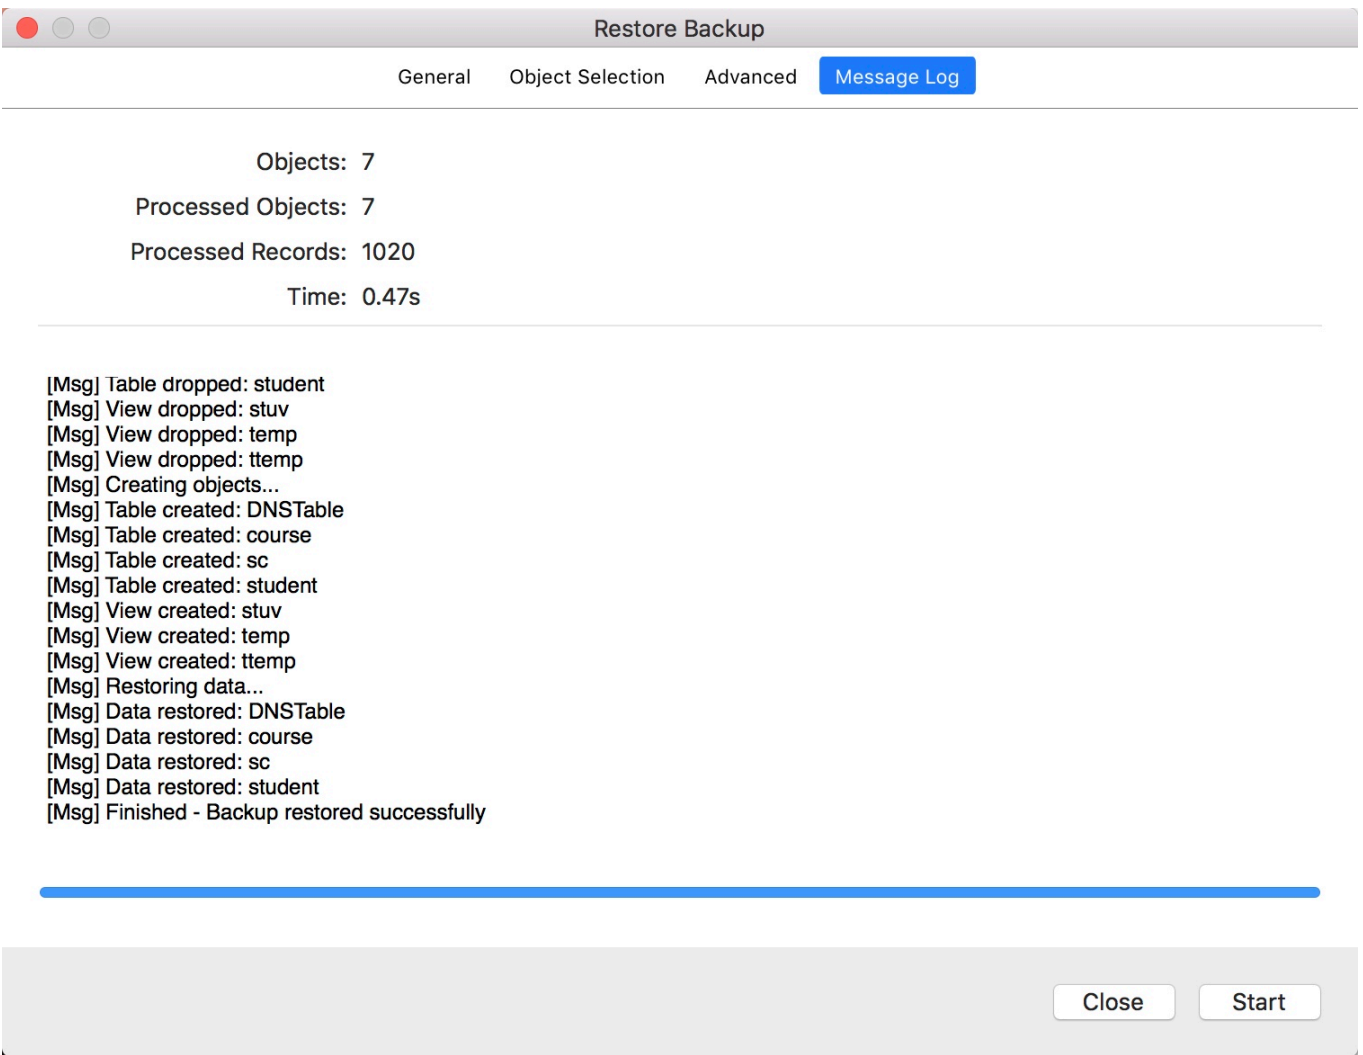 Restore Backup
General Object Selection Advanced Message Log
Objects: 7
Processed Objects: 7
Processed Records: 1020
Time: 0.47s
[Msg] Table dropped: student
[Msg] View dropped: stuv
[Msg] View dropped: temp
[Msg] View dropped: ttemp
[Msg] Creating objects...
[Msg] Table created: DNSTable
[Msg] Table created: course
[Msg] Table created: sc
[Msg] Table created: student
[Msg] View created: stuv
[Msg] View created: temp
[Msg] View created: ttemp
[Msg] Restoring data...
[Msg] Data restored: DNSTable
[Msg] Data restored: course
[Msg] Data restored: sc
[Msg] Data restored: student
[Msg] Finished - Backup restored successfully
Close Start